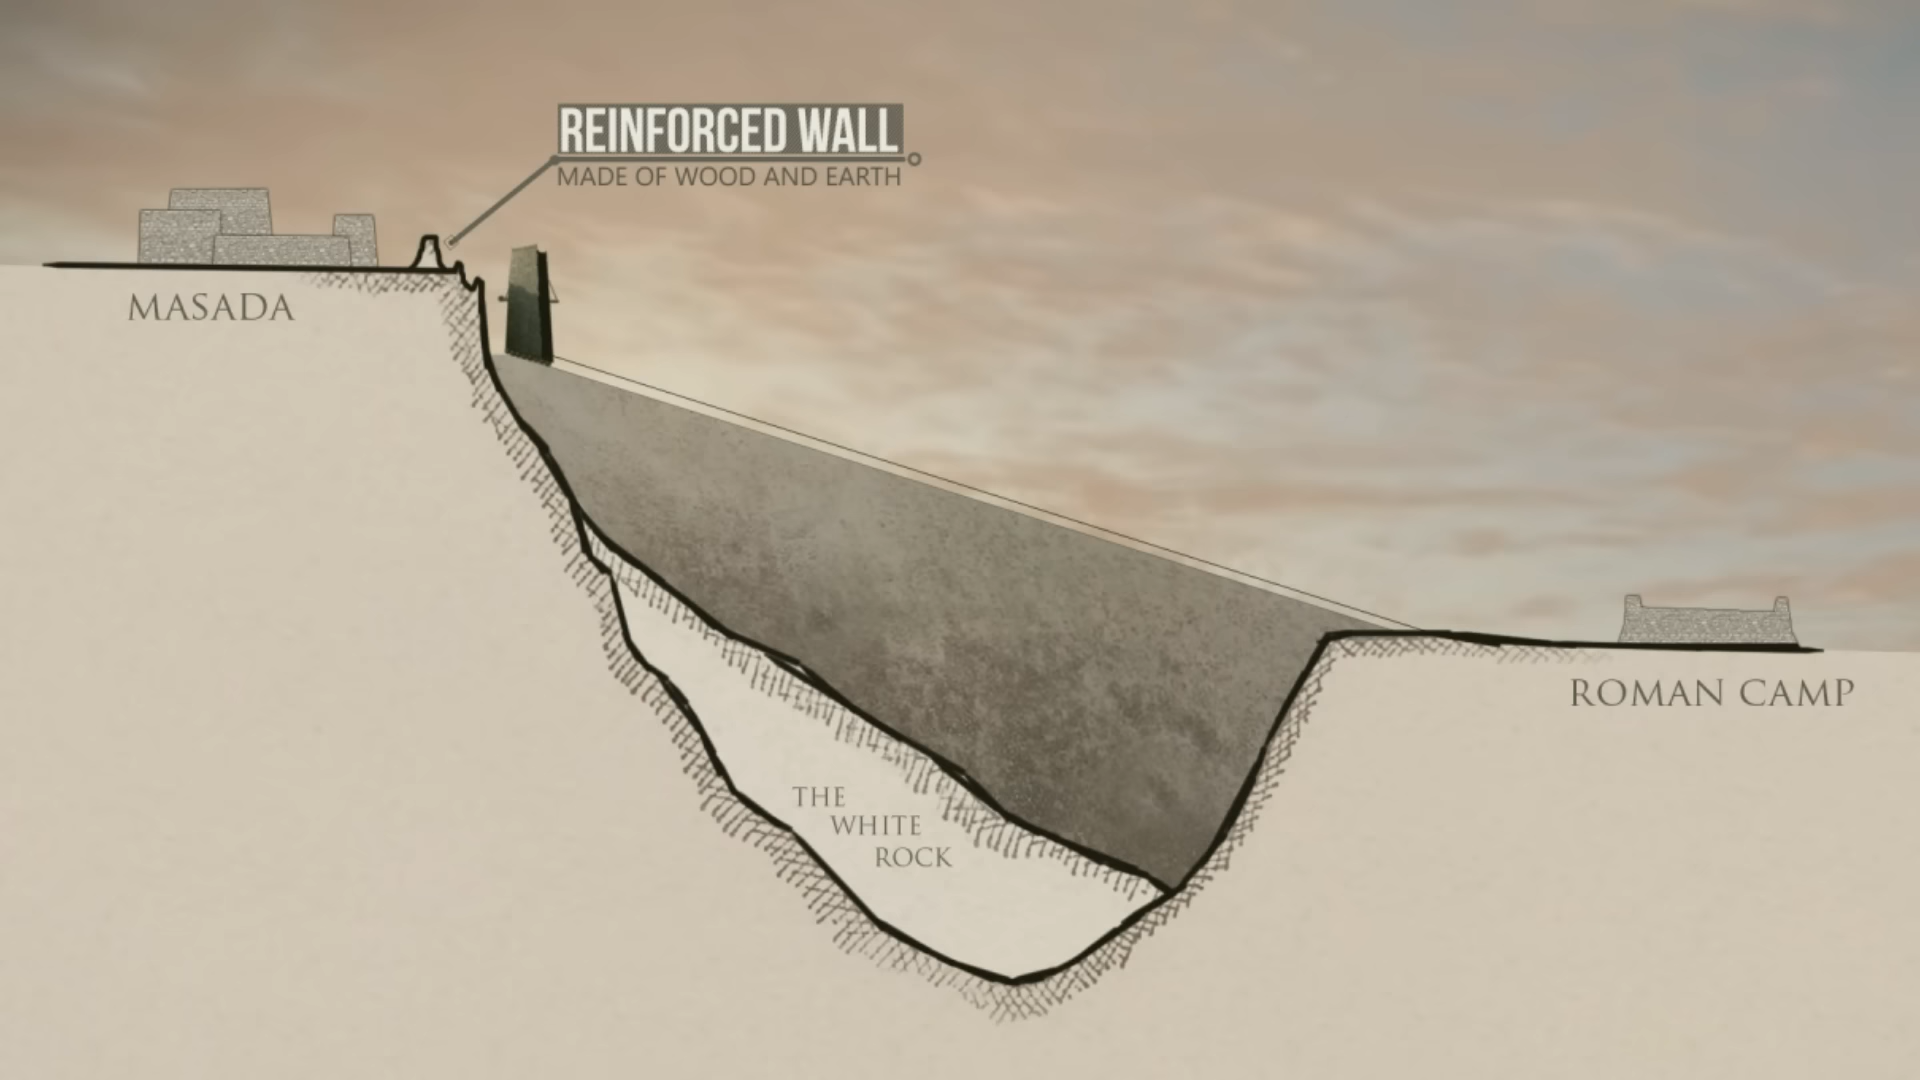 REINFORCED WALL
MADE OF WOOD AND EARTH
MASADA
ROMAN CAMP
THE
WHITE
ROCK